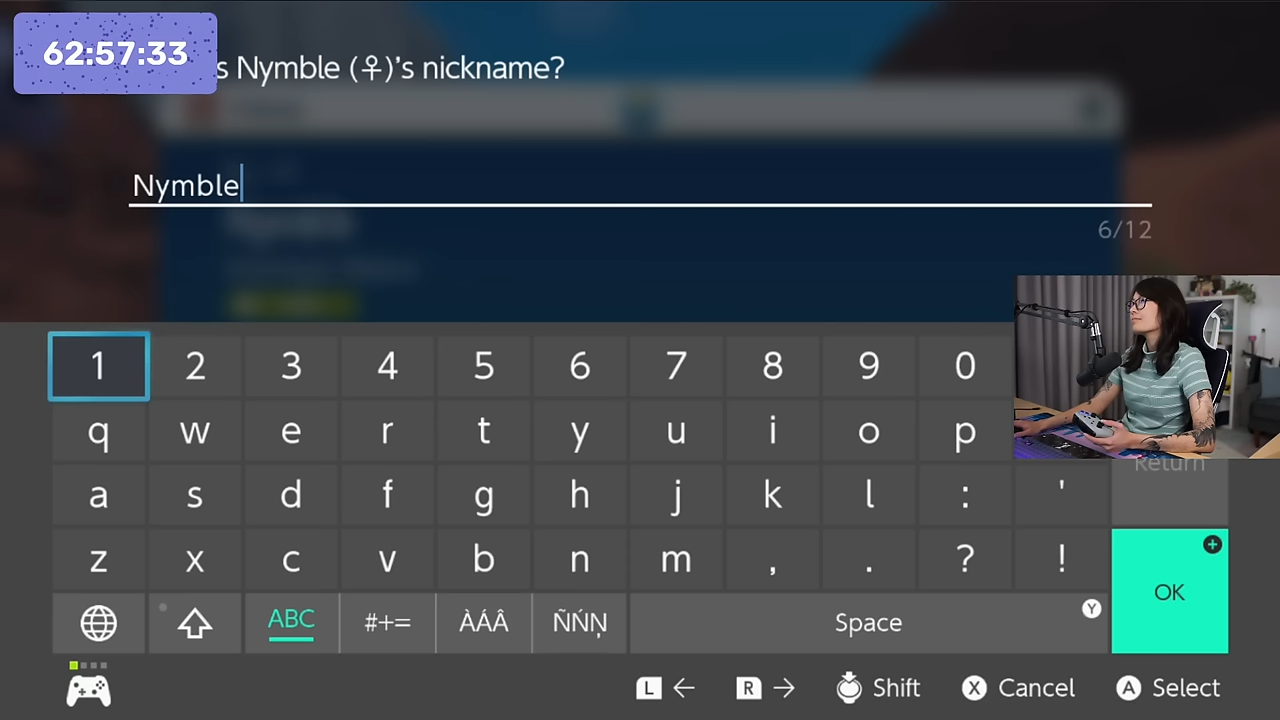 62:57:33
s Nymble (♀)'s nickname?
Nymble
6/12
1 2 3 4 5 6 7 8 9 0
q w e r t y u i o p
Return
a s d f g h j k l : '
z x c v b n m , . ? !
+
OK
ABC #+= ÀÁÂ ÑŃŅ Space Y
L ← R → Shift X Cancel A Select